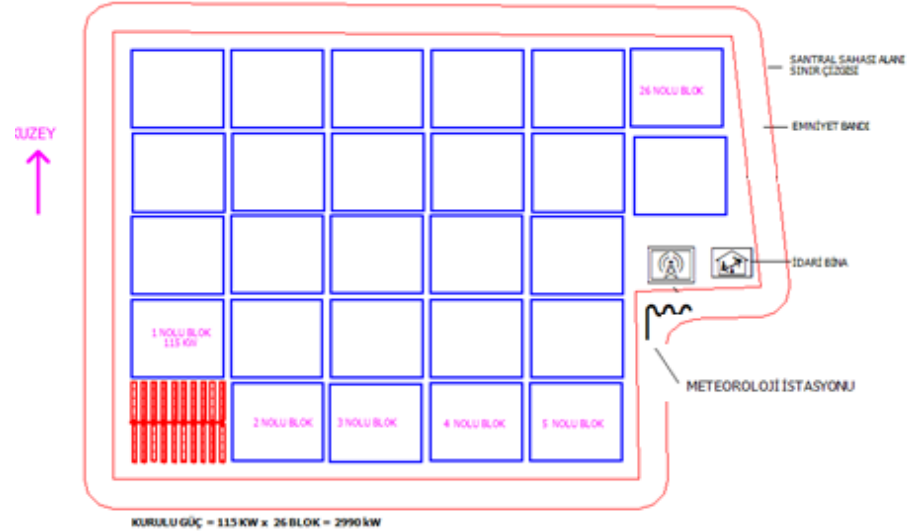 SANTRAL SAHASI ALANI
SINIR ÇİZGİSİ
26 NOLU BLOK
EMNİYET BANDI
KUZEY
İDARİ BİNA
1 NOLU BLOK
115 KW
METEOROLOJİ İSTASYONU
2 NOLU BLOK
3 NOLU BLOK
4 NOLU BLOK
5 NOLU BLOK
KURULU GÜÇ = 115 KW x 26 BLOK = 2990 kW